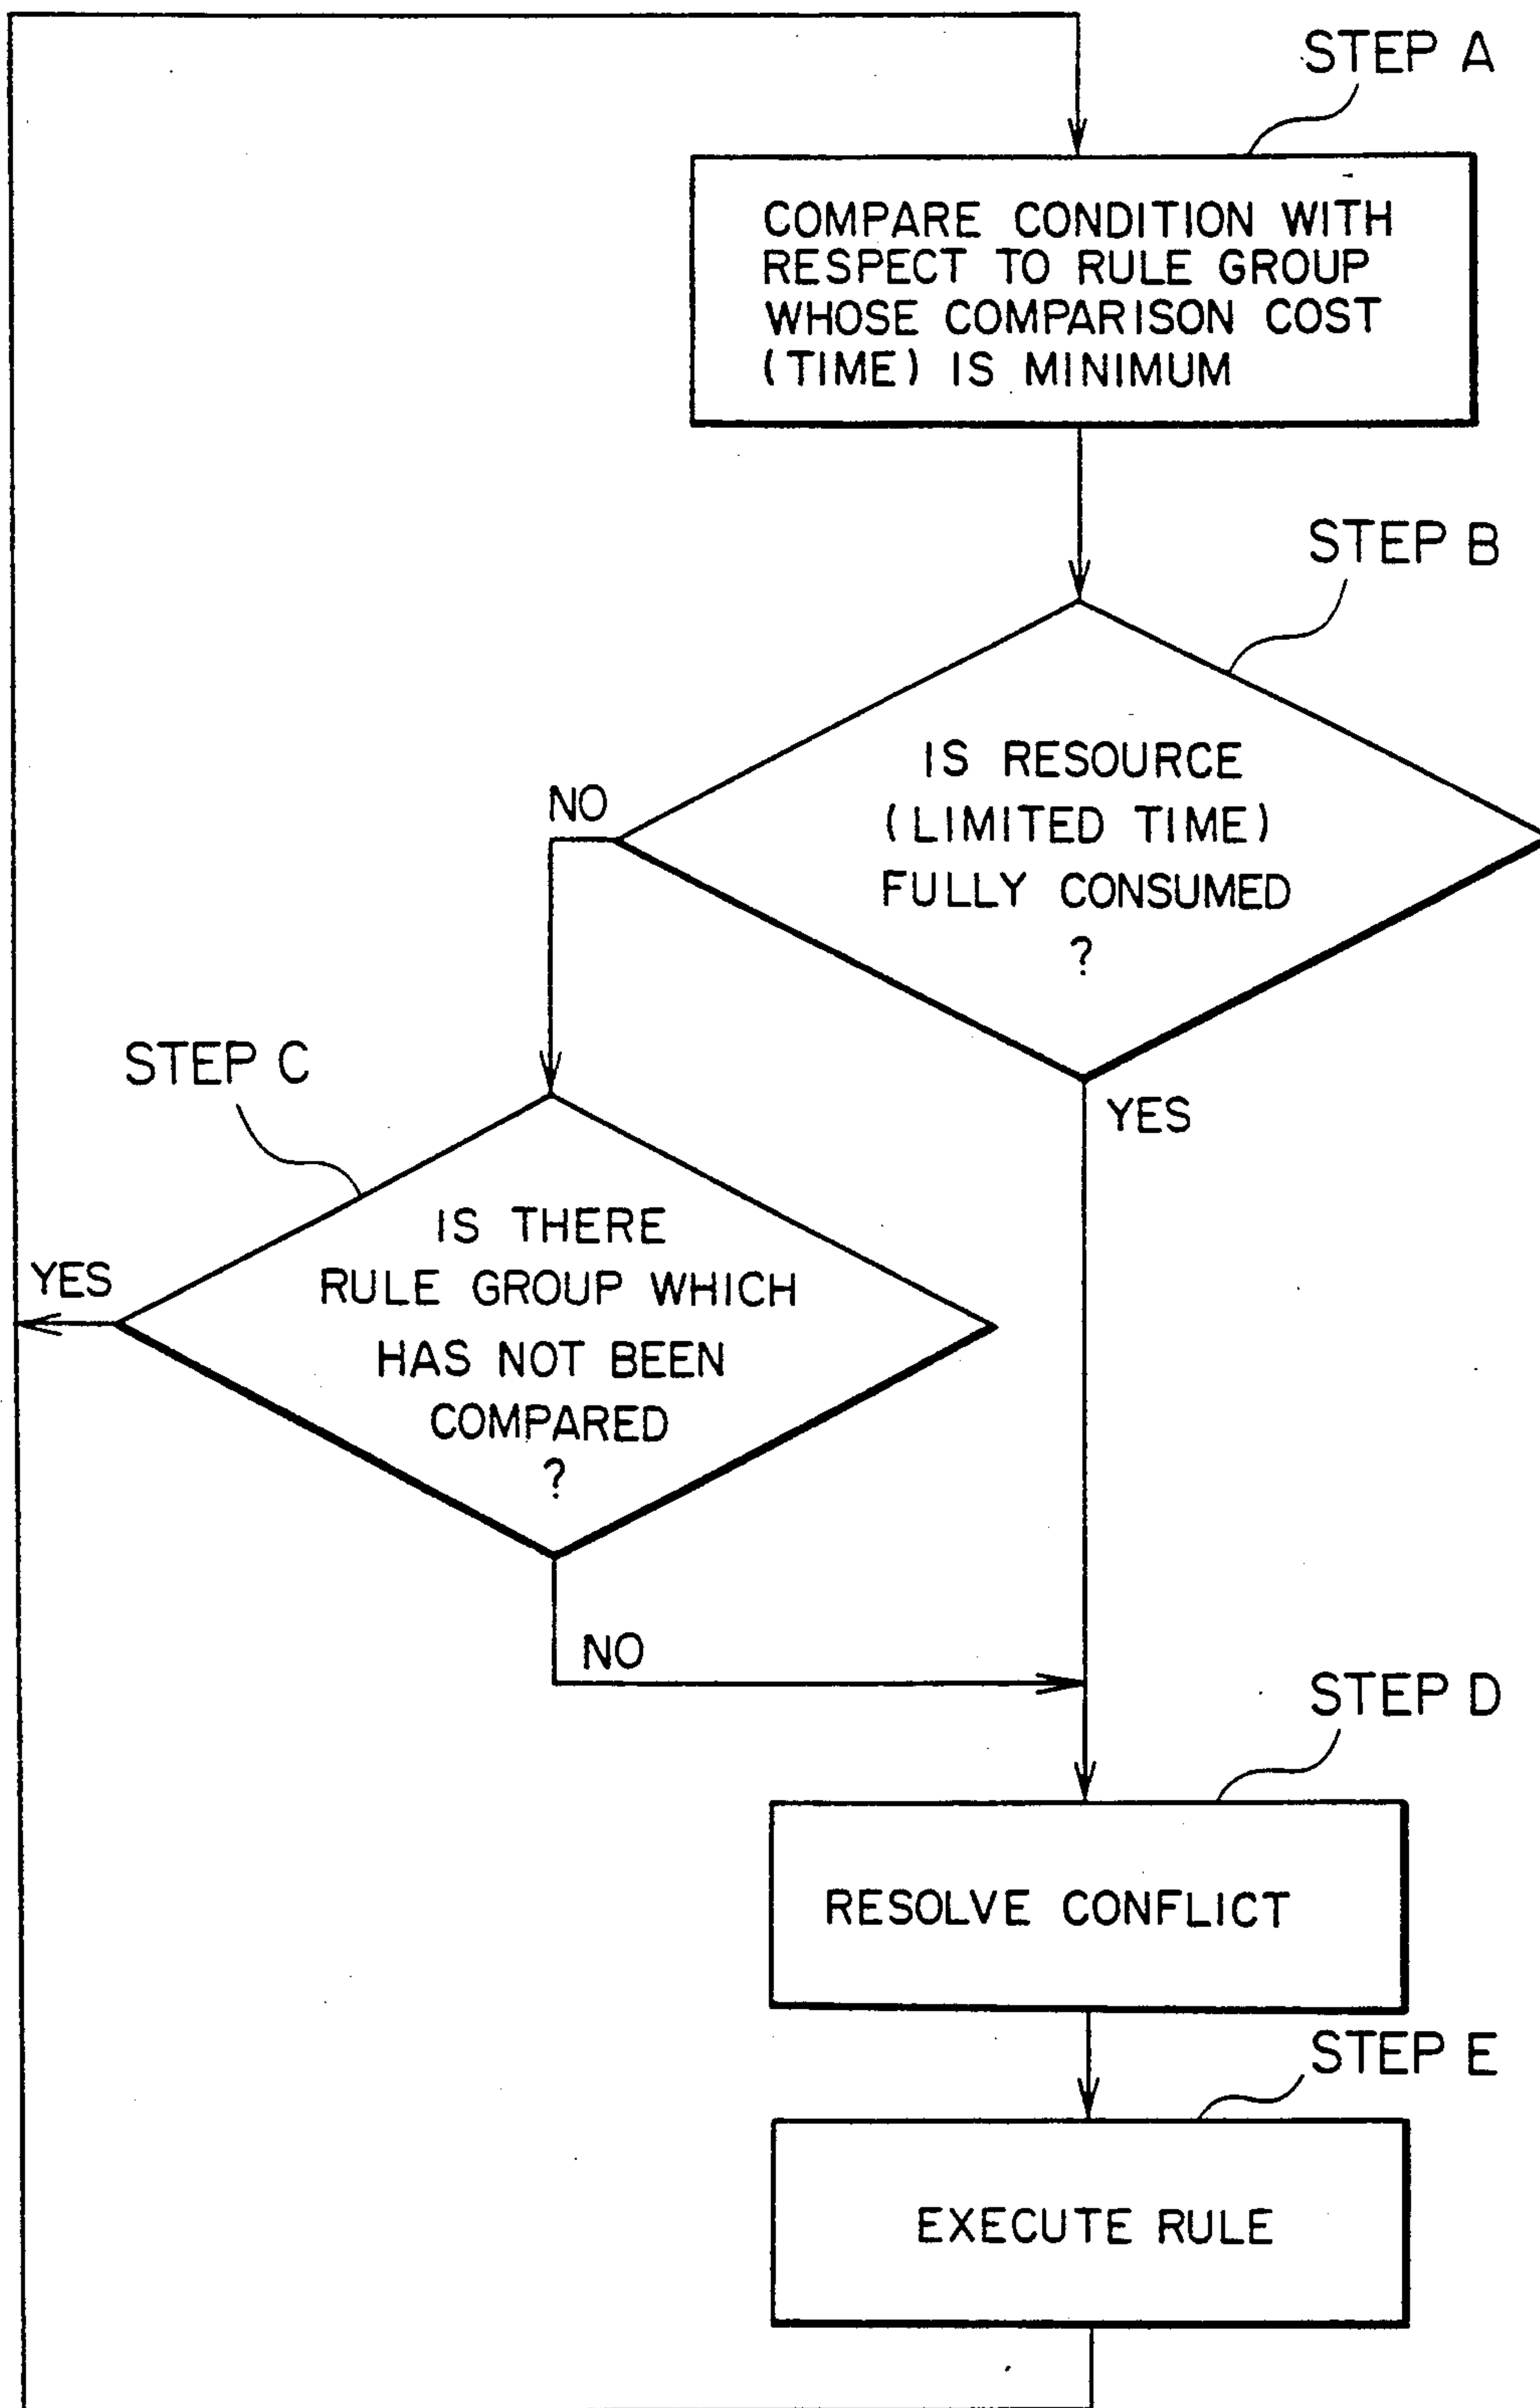 STEP A
COMPARE CONDITION WITH
RESPECT TO RULE GROUP
WHOSE COMPARISON COST
(TIME) IS MINIMUM
STEP B
IS RESOURCE
(LIMITED TIME)
FULLY CONSUMED
?
NO
YES
STEP C
IS THERE
RULE GROUP WHICH
HAS NOT BEEN
COMPARED
?
YES
NO
STEP D
RESOLVE CONFLICT
STEP E
EXECUTE RULE